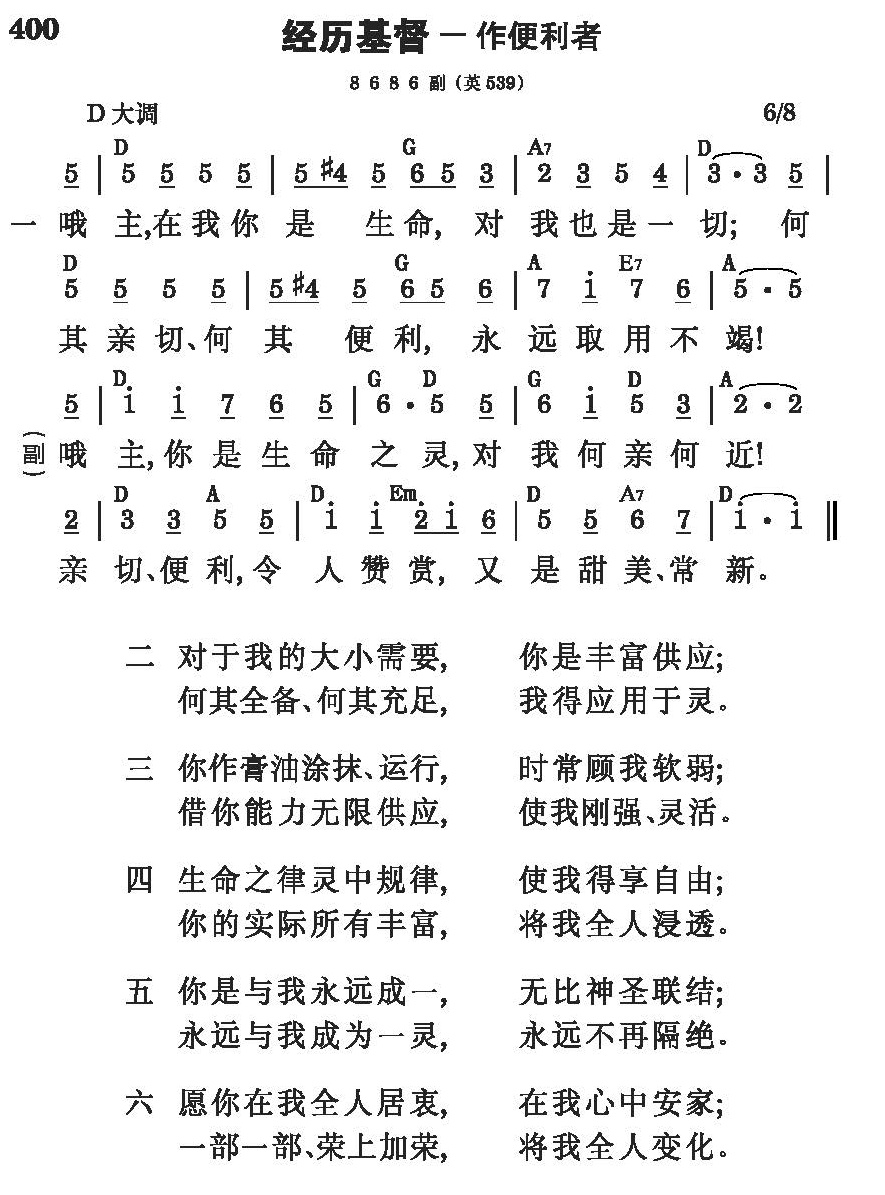 400
经历基督 — 作便利者
8 6 8 6 副（英539）
D 大调 6/8
D G A7 D
5 | 5 5 5 5 | 5 #4 5 6 5 3 | 2 3 5 4 | 3 · 3 5 |
一 哦 主,在我你 是 生命, 对 我也是一 切; 何
D G A E7 A
5 5 5 5 | 5 #4 5 6 5 6 | 7 i 7 6 | 5 · 5
其亲切、何 其 便利, 永 远取用不 竭!
D G D G D A
5 | i i 7 6 5 | 6 · 5 5 | 6 i 5 3 | 2 · 2
(副) 哦 主,你是生 命 之灵,对 我何亲何 近!
D A D Em D A7 D
2 | 3 3 5 5 | i i 2 i 6 | 5 5 6 7 | i · i ‖
亲 切、便利,令 人赞赏,又 是甜美、常 新。
二 对于我的大小需要, 你是丰富供应;
何其全备、何其充足, 我得应用于灵。
三 你作膏油涂抹、运行, 时常顾我软弱;
借你能力无限供应, 使我刚强、灵活。
四 生命之律灵中规律, 使我得享自由;
你的实际所有丰富, 将我全人浸透。
五 你是与我永远成一, 无比神圣联结;
永远与我成为一灵, 永远不再隔绝。
六 愿你在我全人居衷, 在我心中安家;
一部一部、荣上加荣, 将我全人变化。